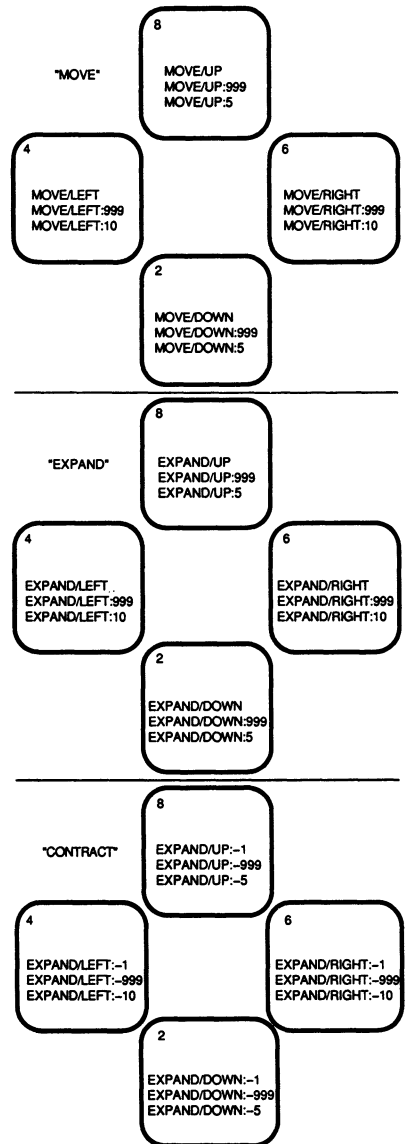 8
"MOVE"
MOVE/UP
MOVE/UP:999
MOVE/UP:5
4
MOVE/LEFT
MOVE/LEFT:999
MOVE/LEFT:10
6
MOVE/RIGHT
MOVE/RIGHT:999
MOVE/RIGHT:10
2
MOVE/DOWN
MOVE/DOWN:999
MOVE/DOWN:5
8
"EXPAND"
EXPAND/UP
EXPAND/UP:999
EXPAND/UP:5
4
EXPAND/LEFT
EXPAND/LEFT:999
EXPAND/LEFT:10
6
EXPAND/RIGHT
EXPAND/RIGHT:999
EXPAND/RIGHT:10
2
EXPAND/DOWN
EXPAND/DOWN:999
EXPAND/DOWN:5
8
"CONTRACT"
EXPAND/UP:–1
EXPAND/UP:–999
EXPAND/UP:–5
4
EXPAND/LEFT:–1
EXPAND/LEFT:–999
EXPAND/LEFT:–10
6
EXPAND/RIGHT:–1
EXPAND/RIGHT:–999
EXPAND/RIGHT:–10
2
EXPAND/DOWN:–1
EXPAND/DOWN:–999
EXPAND/DOWN:–5